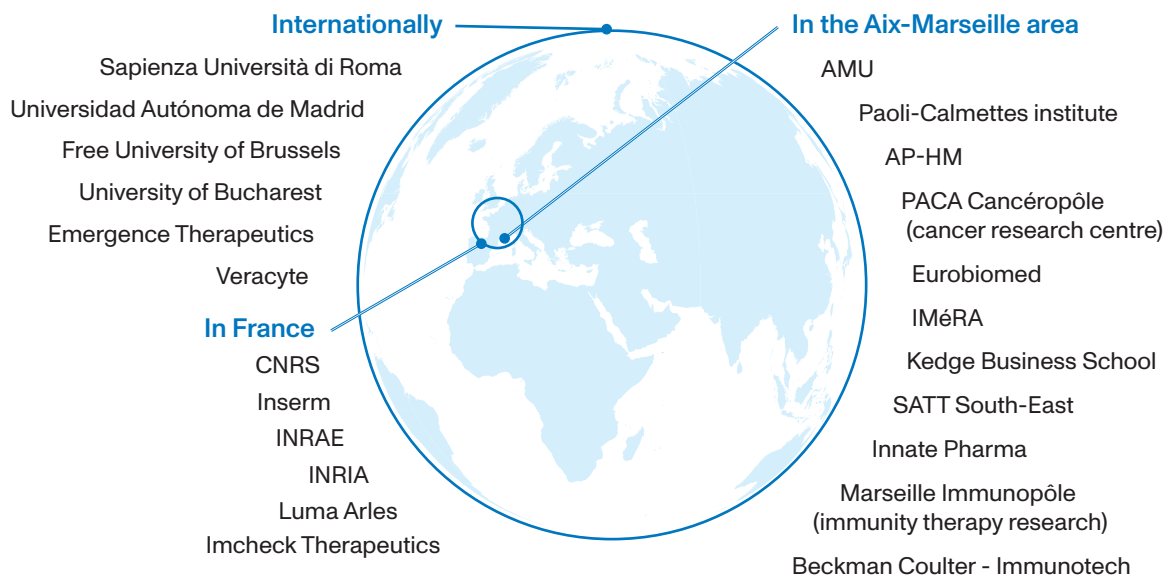 Internationally
Sapienza Università di Roma
Universidad Autónoma de Madrid
Free University of Brussels
University of Bucharest
Emergence Therapeutics
Veracyte
In France
CNRS
Inserm
INRAE
INRIA
Luma Arles
Imcheck Therapeutics
In the Aix-Marseille area
AMU
Paoli-Calmettes institute
AP-HM
PACA Cancéropôle
(cancer research centre)
Eurobiomed
IMéRA
Kedge Business School
SATT South-East
Innate Pharma
Marseille Immunopôle
(immunity therapy research)
Beckman Coulter - Immunotech